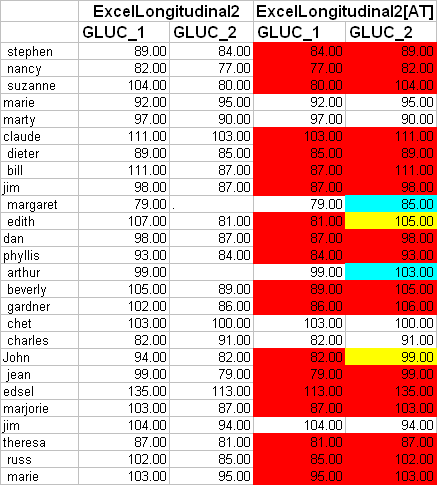 ExcelLongitudinal2 ExcelLongitudinal2[AT]
GLUC_1 GLUC_2 GLUC_1 GLUC_2
stephen 89.00 84.00 84.00 89.00
nancy 82.00 77.00 77.00 82.00
suzanne 104.00 80.00 80.00 104.00
marie 92.00 95.00 92.00 95.00
marty 97.00 90.00 97.00 90.00
claude 111.00 103.00 103.00 111.00
dieter 89.00 85.00 85.00 89.00
bill 111.00 87.00 87.00 111.00
jim 98.00 87.00 87.00 98.00
margaret 79.00 . 79.00 85.00
edith 107.00 81.00 81.00 105.00
dan 98.00 87.00 87.00 98.00
phyllis 93.00 84.00 84.00 93.00
arthur 99.00 99.00 103.00
beverly 105.00 89.00 89.00 105.00
gardner 102.00 86.00 86.00 106.00
chet 103.00 100.00 103.00 100.00
charles 82.00 91.00 82.00 91.00
John 94.00 82.00 82.00 99.00
jean 99.00 79.00 79.00 99.00
edsel 135.00 113.00 113.00 135.00
marjorie 103.00 87.00 87.00 103.00
jim 104.00 94.00 104.00 94.00
theresa 87.00 81.00 81.00 87.00
russ 102.00 85.00 85.00 102.00
marie 103.00 95.00 95.00 103.00